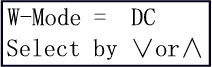 W-Mode =  DC
Select by ∨or∧